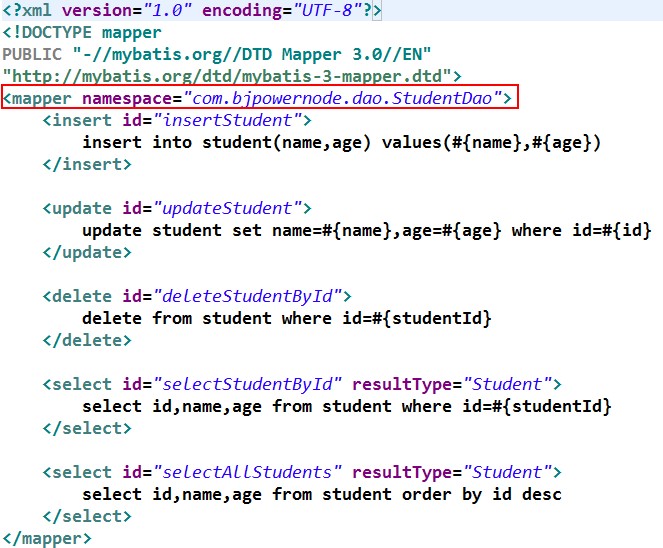 <?xml version="1.0" encoding="UTF-8"?>
<!DOCTYPE mapper
PUBLIC "-//mybatis.org//DTD Mapper 3.0//EN"
"http://mybatis.org/dtd/mybatis-3-mapper.dtd">
<mapper namespace="com.bjpowernode.dao.StudentDao">
    <insert id="insertStudent">
        insert into student(name,age) values(#{name},#{age})
    </insert>

    <update id="updateStudent">
        update student set name=#{name},age=#{age} where id=#{id}
    </update>

    <delete id="deleteStudentById">
        delete from student where id=#{studentId}
    </delete>

    <select id="selectStudentById" resultType="Student">
        select id,name,age from student where id=#{studentId}
    </select>

    <select id="selectAllStudents" resultType="Student">
        select id,name,age from student order by id desc
    </select>
</mapper>